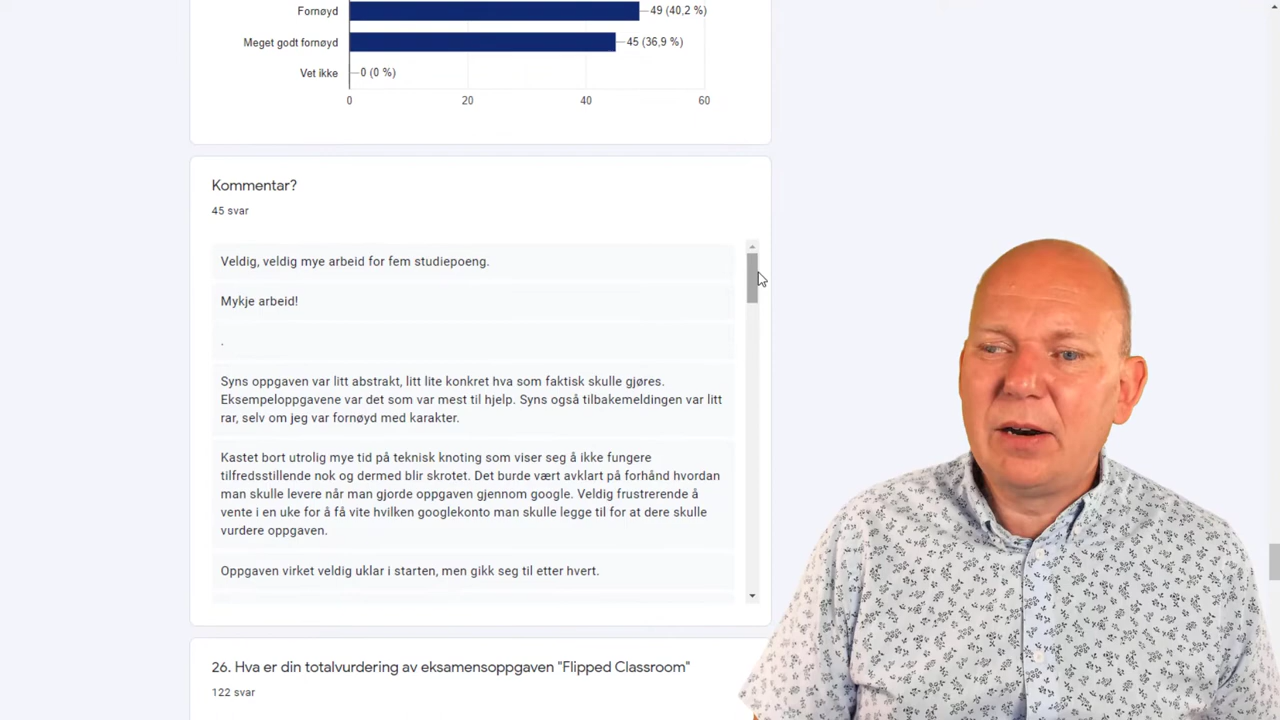 Fornøyd 49 (40,2 %)
Meget godt fornøyd 45 (36,9 %)
Vet ikke 0 (0 %)
0 20 40 60
Kommentar?
45 svar
Veldig, veldig mye arbeid for fem studiepoeng.
Mykje arbeid!
.
Syns oppgaven var litt abstrakt, litt lite konkret hva som faktisk skulle gjøres.
Eksempeloppgavene var det som var mest til hjelp. Syns også tilbakemeldingen var litt
rar, selv om jeg var fornøyd med karakter.
Kastet bort utrolig mye tid på teknisk knoting som viser seg å ikke fungere
tilfredsstillende nok og dermed blir skrotet. Det burde vært avklart på forhånd hvordan
man skulle levere når man gjorde oppgaven gjennom google. Veldig frustrerende å
vente i en uke for å få vite hvilken googlekonto man skulle legge til for at dere skulle
vurdere oppgaven.
Oppgaven virket veldig uklar i starten, men gikk seg til etter hvert.
26. Hva er din totalvurdering av eksamensoppgaven "Flipped Classroom"
122 svar